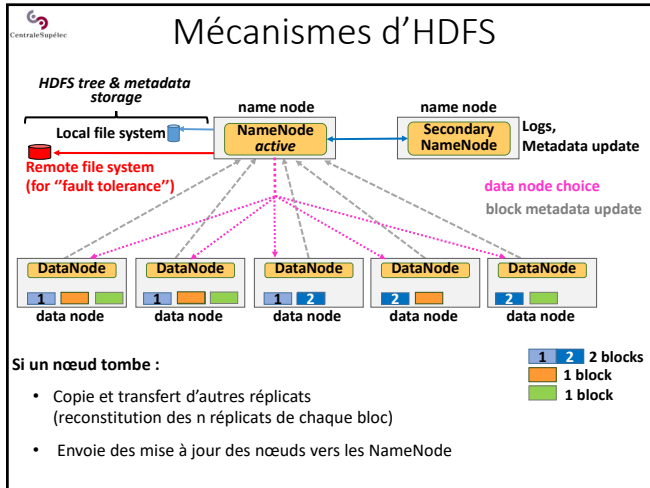 CentraleSupélec
Mécanismes d’HDFS
HDFS tree & metadata
storage
name node
name node
Local file system
NameNode
active
Secondary
NameNode
Logs,
Metadata update
Remote file system
(for “fault tolerance”)
data node choice
block metadata update
DataNode
DataNode
DataNode
DataNode
DataNode
1
1
1 2
2
2
data node
data node
data node
data node
data node
Si un nœud tombe :
1 2 2 blocks
1 block
1 block
• Copie et transfert d’autres réplicats
(reconstitution des n réplicats de chaque bloc)
• Envoie des mise à jour des nœuds vers les NameNode